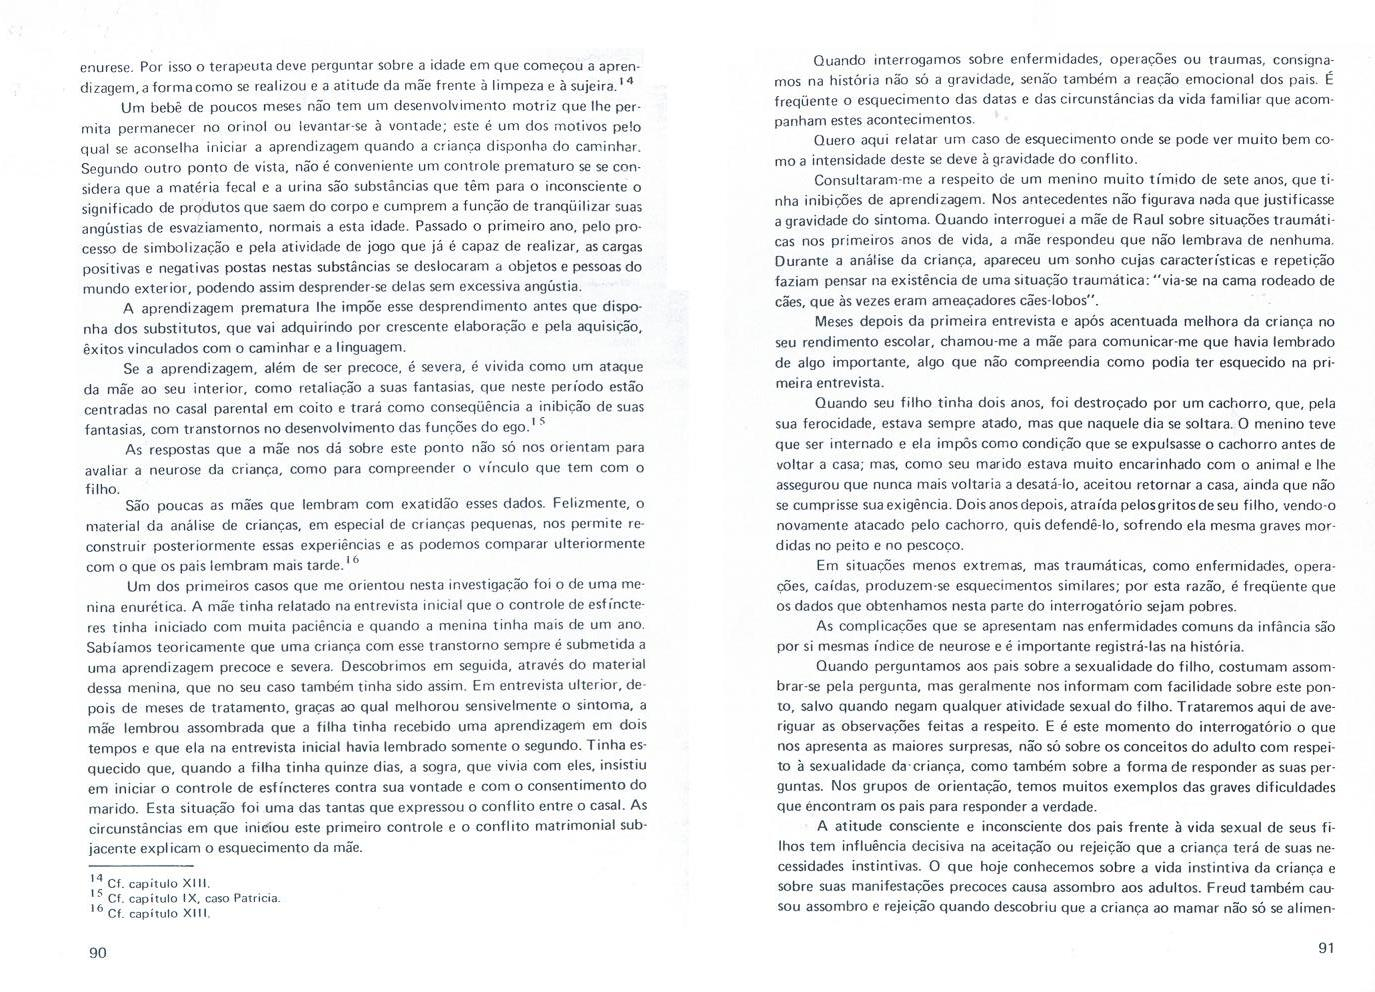 enurese. Por isso o terapeuta deve perguntar sobre a idade em que começou a apren-
dizagem, a forma como se realizou e a atitude da mãe frente à limpeza e à sujeira.14
Um bebê de poucos meses não tem um desenvolvimento motriz que lhe per-
mita permanecer no orinol ou levantar-se à vontade; este é um dos motivos pelo
qual se aconselha iniciar a aprendizagem quando a criança disponha do caminhar.
Segundo outro ponto de vista, não é conveniente um controle prematuro se se con-
sidera que a matéria fecal e a urina são substâncias que têm para o inconsciente o
significado de produtos que saem do corpo e cumprem a função de tranqüilizar suas
angústias de esvaziamento, normais a esta idade. Passado o primeiro ano, pelo pro-
cesso de simbolização e pela atividade de jogo que já é capaz de realizar, as cargas
positivas e negativas postas nestas substâncias se deslocaram a objetos e pessoas do
mundo exterior, podendo assim desprender-se delas sem excessiva angústia.
A aprendizagem prematura lhe impõe esse desprendimento antes que dispo-
nha dos substitutos, que vai adquirindo por crescente elaboração e pela aquisição,
êxitos vinculados com o caminhar e a linguagem.
Se a aprendizagem, além de ser precoce, é severa, é vivida como um ataque
da mãe ao seu interior, como retaliação a suas fantasias, que neste período estão
centradas no casal parental em coito e trará como conseqüência a inibição de suas
fantasias, com transtornos no desenvolvimento das funções do ego.15
As respostas que a mãe nos dá sobre este ponto não só nos orientam para
avaliar a neurose da criança, como para compreender o vínculo que tem com o
filho.
São poucas as mães que lembram com exatidão esses dados. Felizmente, o
material da análise de crianças, em especial de crianças pequenas, nos permite re-
construir posteriormente essas experiências e as podemos comparar ulteriormente
com o que os pais lembram mais tarde.16
Um dos primeiros casos que me orientou nesta investigação foi o de uma me-
nina enurética. A mãe tinha relatado na entrevista inicial que o controle de esfíncte-
res tinha iniciado com muita paciência e quando a menina tinha mais de um ano.
Sabíamos teoricamente que uma criança com esse transtorno sempre é submetida a
uma aprendizagem precoce e severa. Descobrimos em seguida, através do material
dessa menina, que no seu caso também tinha sido assim. Em entrevista ulterior, de-
pois de meses de tratamento, graças ao qual melhorou sensivelmente o sintoma, a
mãe lembrou assombrada que a filha tinha recebido uma aprendizagem em dois
tempos e que ela na entrevista inicial havia lembrado somente o segundo. Tinha es-
quecido que, quando a filha tinha quinze dias, a sogra, que vivia com eles, insistiu
em iniciar o controle de esfíncteres contra sua vontade e com o consentimento do
marido. Esta situação foi uma das tantas que expressou o conflito entre o casal. As
circunstâncias em que iniciou este primeiro controle e o conflito matrimonial sub-
jacente explicam o esquecimento da mãe.
14 Cf. capítulo XIII.
15 Cf. capítulo IX, caso Patricia.
16 Cf. capítulo XIII.
90
Quando interrogamos sobre enfermidades, operações ou traumas, consigna-
mos na história não só a gravidade, senão também a reação emocional dos pais. É
freqüente o esquecimento das datas e das circunstâncias da vida familiar que acom-
panham estes acontecimentos.
Quero aqui relatar um caso de esquecimento onde se pode ver muito bem co-
mo a intensidade deste se deve à gravidade do conflito.
Consultaram-me a respeito de um menino muito tímido de sete anos, que ti-
nha inibições de aprendizagem. Nos antecedentes não figurava nada que justificasse
a gravidade do sintoma. Quando interroguei a mãe de Raul sobre situações traumáti-
cas nos primeiros anos de vida, a mãe respondeu que não lembrava de nenhuma.
Durante a análise da criança, apareceu um sonho cujas características e repetição
faziam pensar na existência de uma situação traumática: "via-se na cama rodeado de
cães, que às vezes eram ameaçadores cães-lobos".
Meses depois da primeira entrevista e após acentuada melhora da criança no
seu rendimento escolar, chamou-me a mãe para comunicar-me que havia lembrado
de algo importante, algo que não compreendia como podia ter esquecido na pri-
meira entrevista.
Quando seu filho tinha dois anos, foi destroçado por um cachorro, que, pela
sua ferocidade, estava sempre atado, mas que naquele dia se soltara. O menino teve
que ser internado e ela impôs como condição que se expulsasse o cachorro antes de
voltar a casa; mas, como seu marido estava muito encarinhado com o animal e lhe
assegurou que nunca mais voltaria a desatá-lo, aceitou retornar a casa, ainda que não
se cumprisse sua exigência. Dois anos depois, atraída pelos gritos de seu filho, vendo-o
novamente atacado pelo cachorro, quis defendê-lo, sofrendo ela mesma graves mor-
didas no peito e no pescoço.
Em situações menos extremas, mas traumáticas, como enfermidades, opera-
ções, caídas, produzem-se esquecimentos similares; por esta razão, é freqüente que
os dados que obtenhamos nesta parte do interrogatório sejam pobres.
As complicações que se apresentam nas enfermidades comuns da infância são
por si mesmas índice de neurose e é importante registrá-las na história.
Quando perguntamos aos pais sobre a sexualidade do filho, costumam assom-
brar-se pela pergunta, mas geralmente nos informam com facilidade sobre este pon-
to, salvo quando negam qualquer atividade sexual do filho. Trataremos aqui de ave-
riguar as observações feitas a respeito. E é este momento do interrogatório o que
nos apresenta as maiores surpresas, não só sobre os conceitos do adulto com respei-
to à sexualidade da criança, como também sobre a forma de responder as suas per-
guntas. Nos grupos de orientação, temos muitos exemplos das graves dificuldades
que encontram os pais para responder a verdade.
A atitude consciente e inconsciente dos pais frente à vida sexual de seus fi-
lhos tem influência decisiva na aceitação ou rejeição que a criança terá de suas ne-
cessidades instintivas. O que hoje conhecemos sobre a vida instintiva da criança e
sobre suas manifestações precoces causa assombro aos adultos. Freud também cau-
sou assombro e rejeição quando descobriu que a criança ao mamar não só se alimen-
91